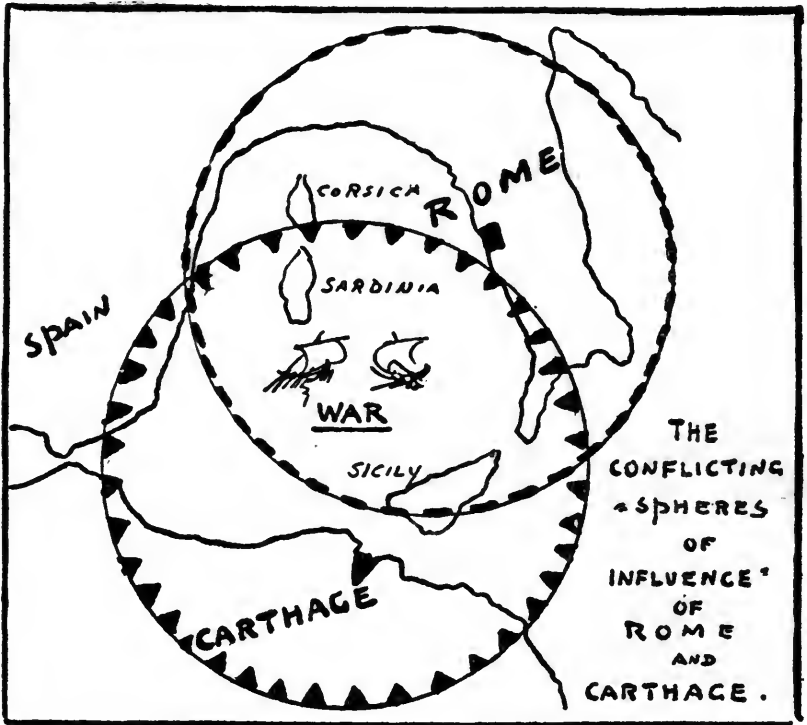 CORSICA
ROME
SARDINIA
SPAIN
WAR
SICILY
CARTHAGE
THE
CONFLICTING
"SPHERES
OF
INFLUENCE"
OF
ROME
AND
CARTHAGE.